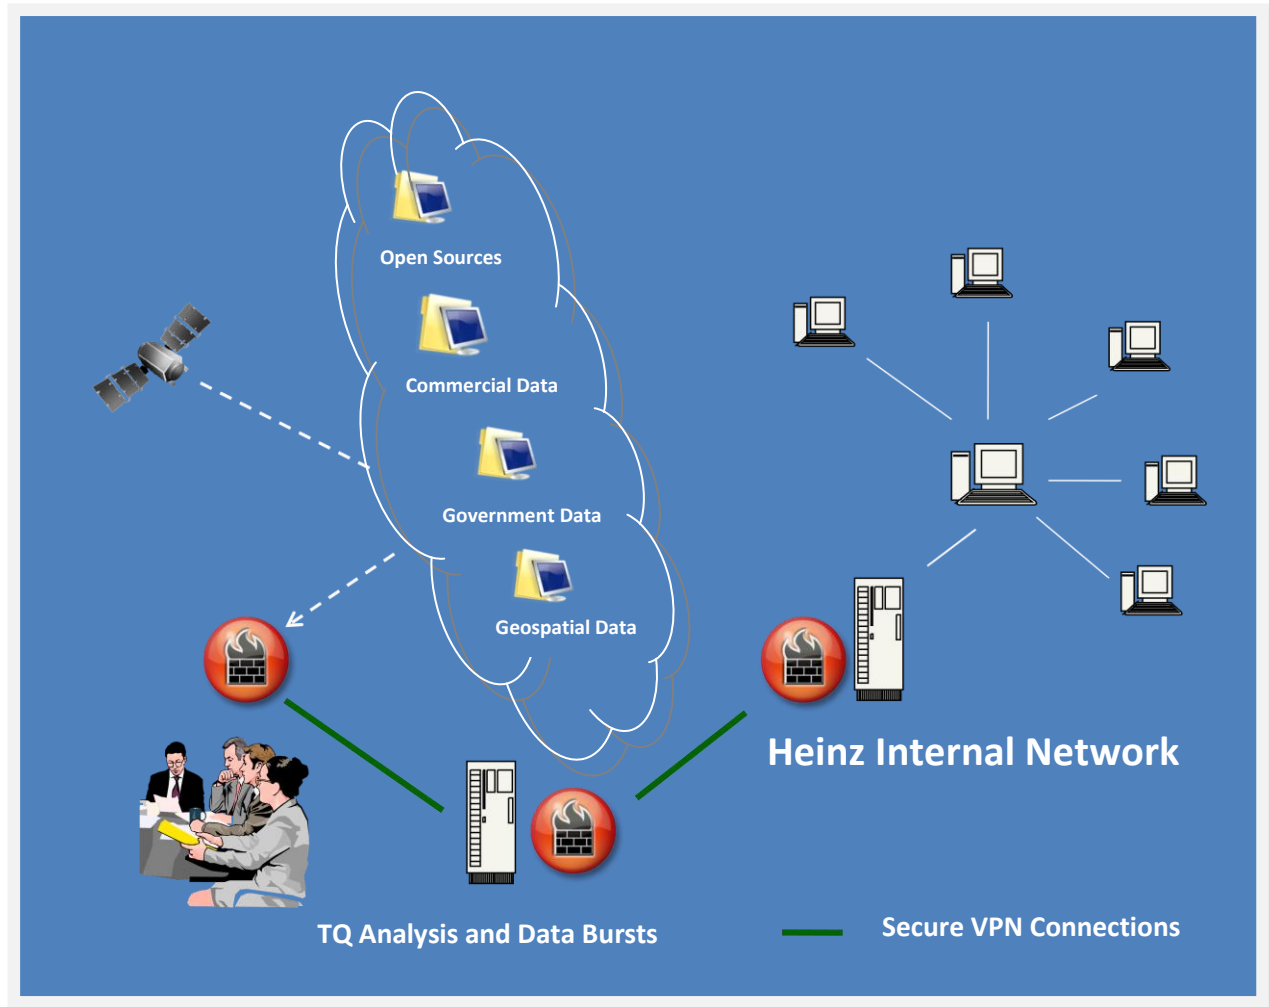 Open Sources
Commercial Data
Government Data
Geospatial Data
Heinz Internal Network
TQ Analysis and Data Bursts
Secure VPN Connections